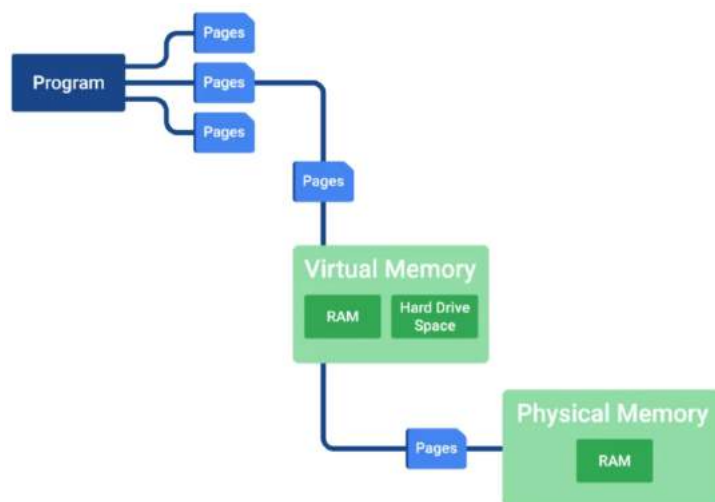 Pages
Program
Pages
Pages
Pages
Virtual Memory
RAM
Hard Drive
Space
Physical Memory
Pages
RAM